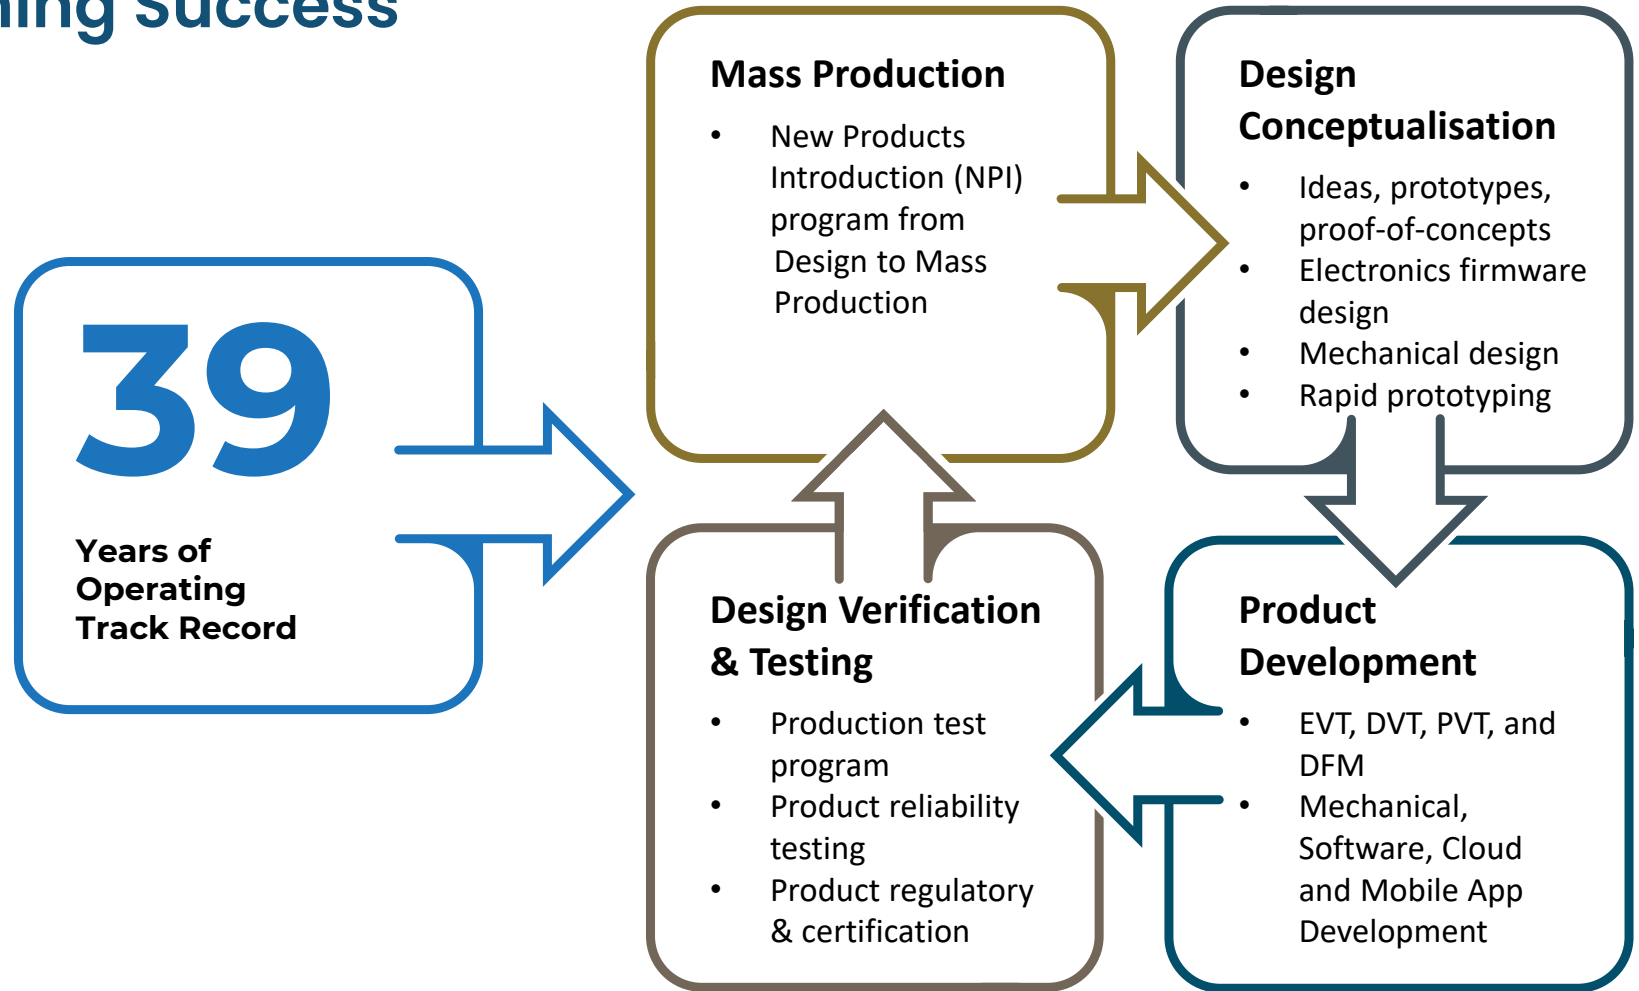 Success
39
Years of
Operating
Track Record
Mass Production
• New Products
Introduction (NPI)
program from
Design to Mass
Production
Design
Conceptualisation
• Ideas, prototypes,
proof-of-concepts
• Electronics firmware
design
• Mechanical design
• Rapid prototyping
Product
Development
• EVT, DVT, PVT, and
DFM
• Mechanical,
Software, Cloud
and Mobile App
Development
Design Verification
& Testing
• Production test
program
• Product reliability
testing
• Product regulatory
& certification